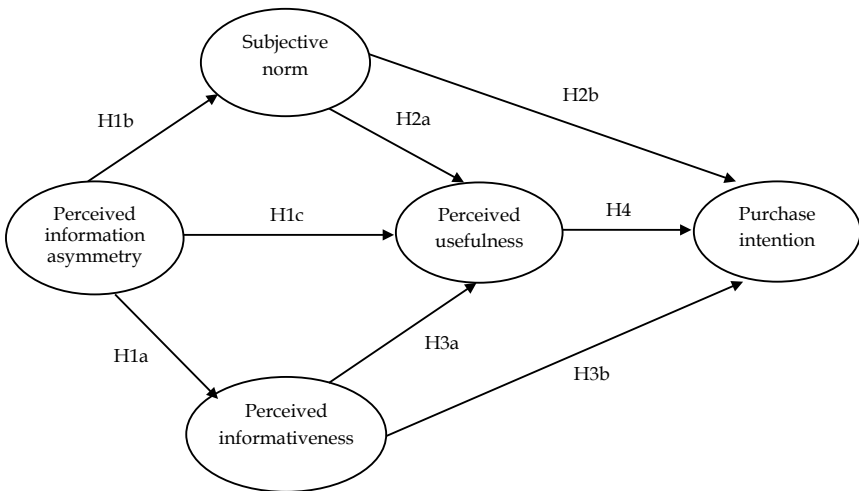 Subjective
norm
H2b
H1b
H2a
Perceived
information
asymmetry
H1c
Perceived
usefulness
H4
Purchase
intention
H1a
H3a
H3b
Perceived
informativeness